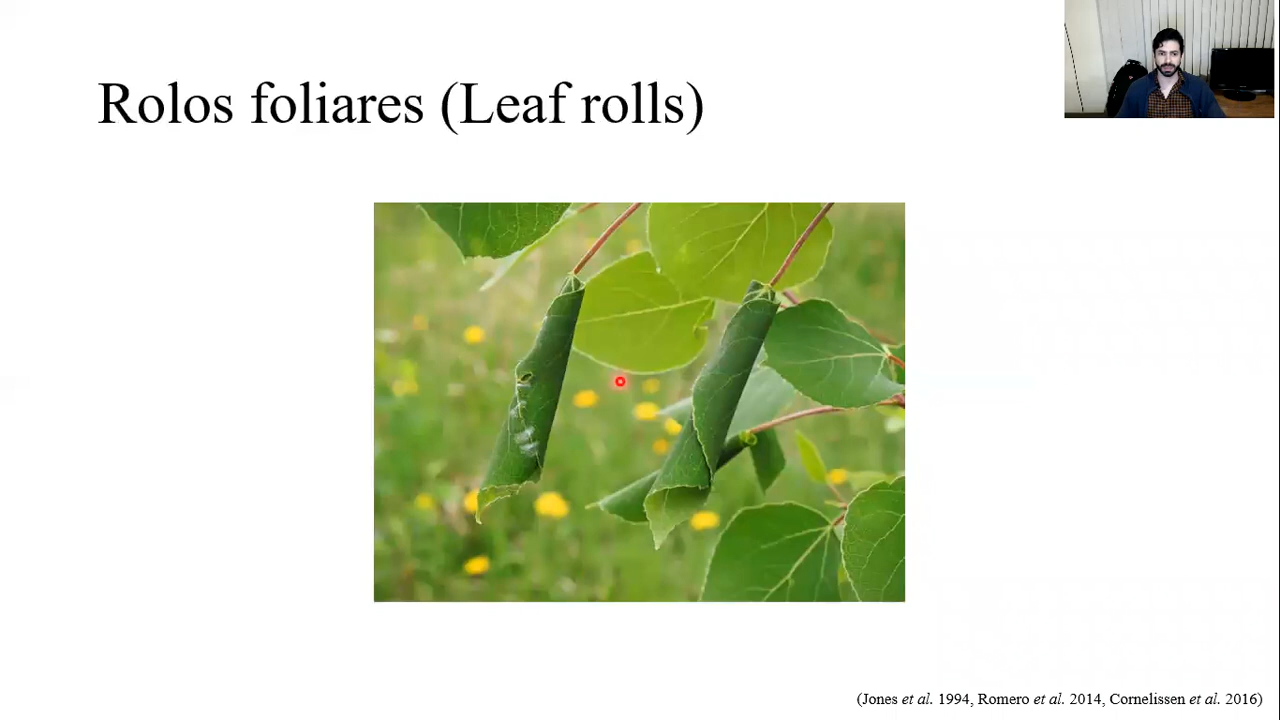 Rolos foliares (Leaf rolls)
(Jones et al. 1994, Romero et al. 2014, Cornelissen et al. 2016)